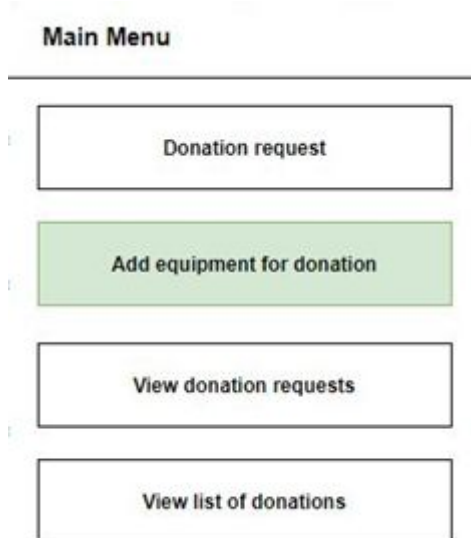 Main Menu
Donation request
Add equipment for donation
View donation requests
View list of donations